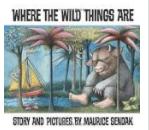 WHERE THE WILD THINGS ARE
STORY AND PICTURES BY MAURICE SENDAK